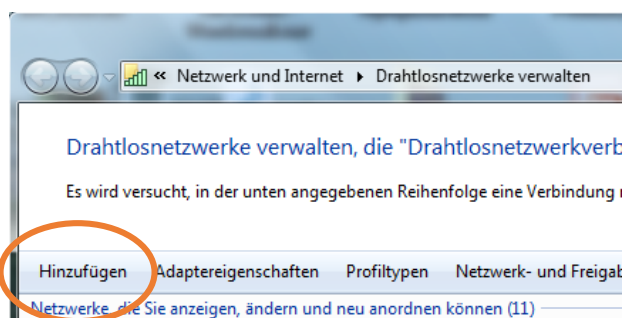 « Netzwerk und Internet ▸ Drahtlosnetzwerke verwalten
Drahtlosnetzwerke verwalten, die "Drahtlosnetzwerkverb
Es wird versucht, in der unten angegebenen Reihenfolge eine Verbindung
Hinzufügen Adaptereigenschaften Profiltypen Netzwerk- und Freigab
Netzwerke, die Sie anzeigen, ändern und neu anordnen können (11)